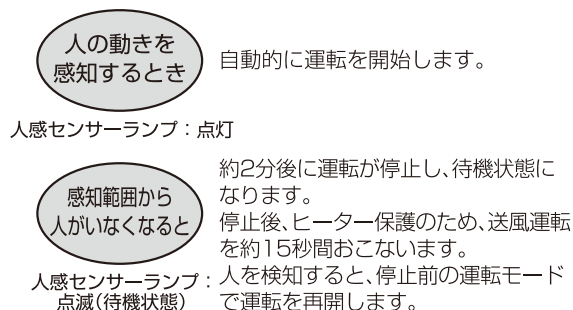 人の動きを
感知するとき
自動的に運転を開始します。
人感センサーランプ：点灯
感知範囲から
人がいなくなると
約2分後に運転が停止し、待機状態に
なります。
停止後、ヒーター保護のため、送風運転
を約15秒間おこないます。
人を検知すると、停止前の運転モード
で運転を再開します。
人感センサーランプ：
点滅(待機状態)